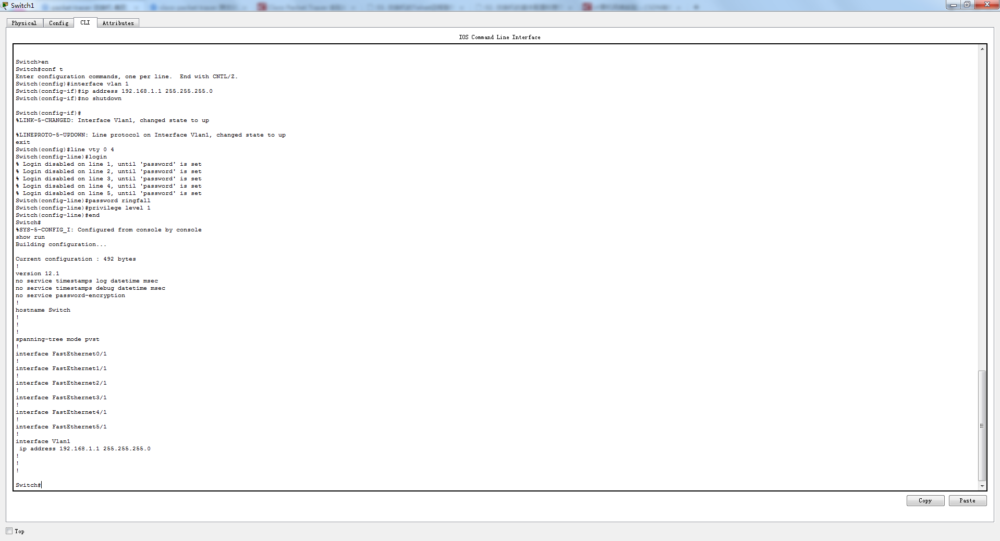 Switch1
Physical Config CLI Attributes
IOS Command Line Interface
Switch>en
Switch#conf t
Enter configuration commands, one per line.  End with CNTL/Z.
Switch(config)#interface vlan 1
Switch(config-if)#ip address 192.168.1.1 255.255.255.0
Switch(config-if)#no shutdown
Switch(config-if)#
%LINK-5-CHANGED: Interface Vlan1, changed state to up
%LINEPROTO-5-UPDOWN: Line protocol on Interface Vlan1, changed state to up
exit
Switch(config)#line vty 0 4
Switch(config-line)#login
% Login disabled on line 1, until 'password' is set
% Login disabled on line 2, until 'password' is set
% Login disabled on line 3, until 'password' is set
% Login disabled on line 4, until 'password' is set
% Login disabled on line 5, until 'password' is set
Switch(config-line)#password ringfall
Switch(config-line)#privilege level 1
Switch(config-line)#end
Switch#
%SYS-5-CONFIG_I: Configured from console by console
show run
Building configuration...
Current configuration : 492 bytes
!
version 12.1
no service timestamps log datetime msec
no service timestamps debug datetime msec
no service password-encryption
!
hostname Switch
!
!
!
spanning-tree mode pvst
!
interface FastEthernet0/1
!
interface FastEthernet1/1
!
interface FastEthernet2/1
!
interface FastEthernet3/1
!
interface FastEthernet4/1
!
interface FastEthernet5/1
!
interface Vlan1
 ip address 192.168.1.1 255.255.255.0
!
!
!
Switch#
Copy Paste
Top